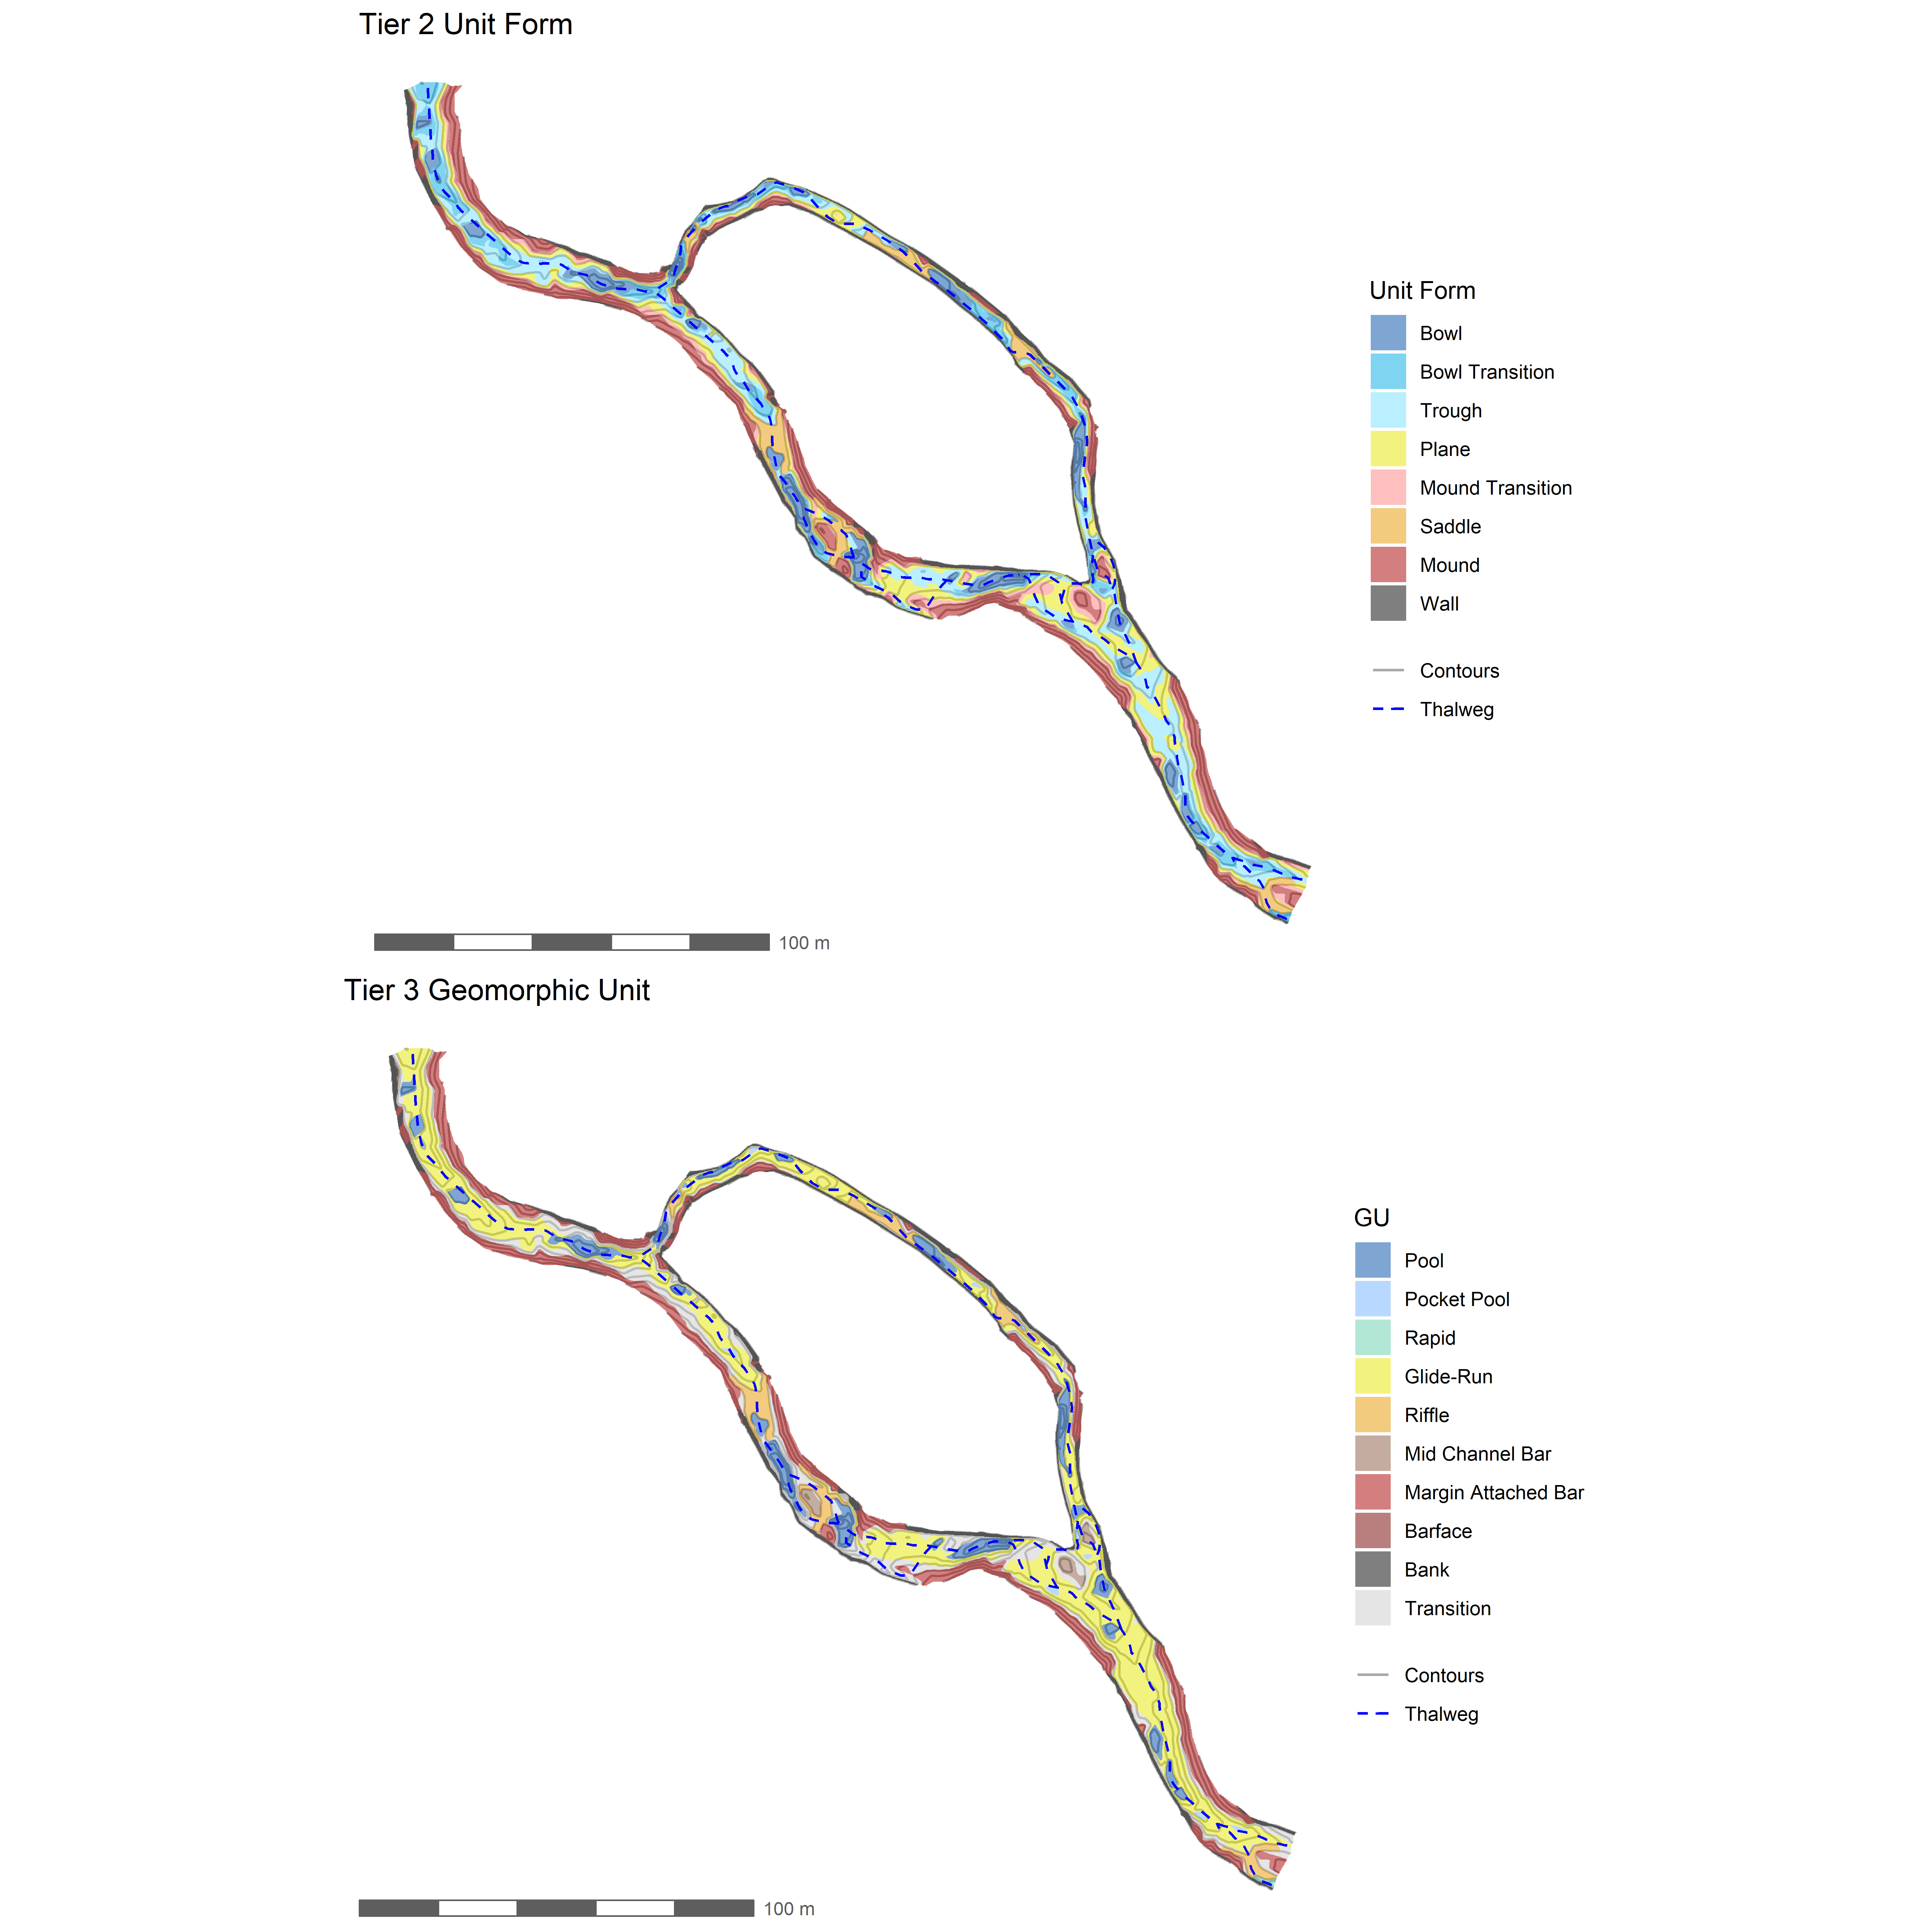 Tier 2 Unit Form
Unit Form
Bowl
Bowl Transition
Trough
Plane
Mound Transition
Saddle
Mound
Wall
Contours
Thalweg
100 m
Tier 3 Geomorphic Unit
GU
Pool
Pocket Pool
Rapid
Glide-Run
Riffle
Mid Channel Bar
Margin Attached Bar
Barface
Bank
Transition
Contours
Thalweg
100 m